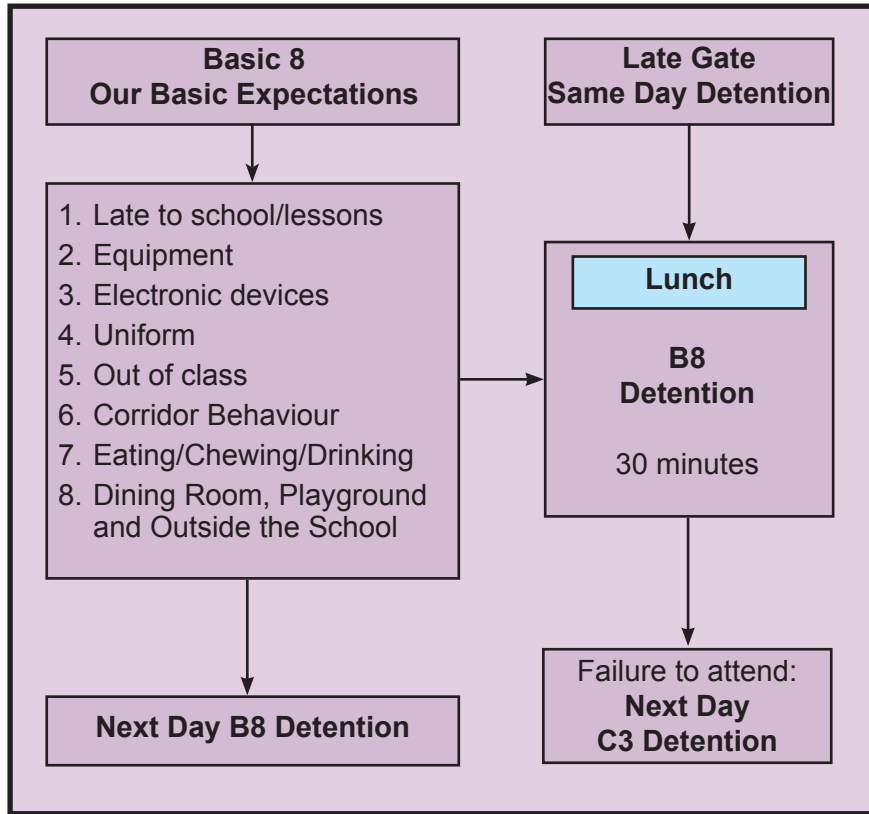 Basic 8
Our Basic Expectations
1. Late to school/lessons
2. Equipment
3. Electronic devices
4. Uniform
5. Out of class
6. Corridor Behaviour
7. Eating/Chewing/Drinking
8. Dining Room, Playground
and Outside the School
Next Day B8 Detention
Late Gate
Same Day Detention
Lunch
B8
Detention
30 minutes
Failure to attend:
Next Day
C3 Detention